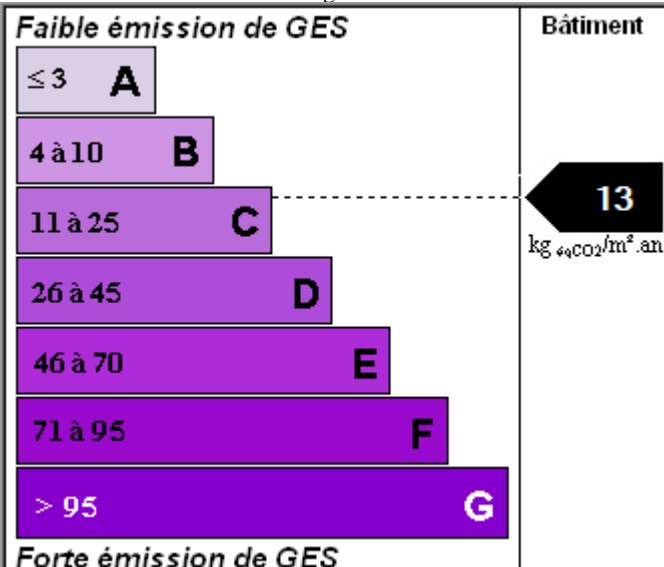 Faible émission de GES
Bâtiment
≤ 3 A
4 à 10 B
13
11 à 25 C
kg éqCO2/m².an
26 à 45 D
46 à 70 E
71 à 95 F
> 95 G
Forte émission de GES